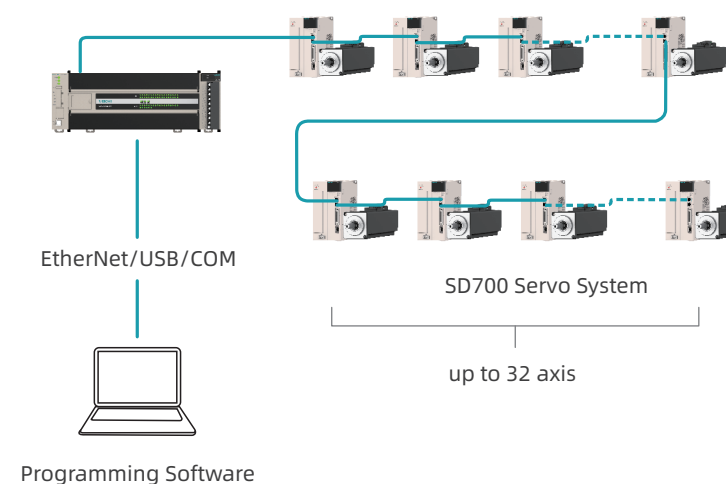 EtherNet/USB/COM
SD700 Servo System
up to 32 axis
Programming Software